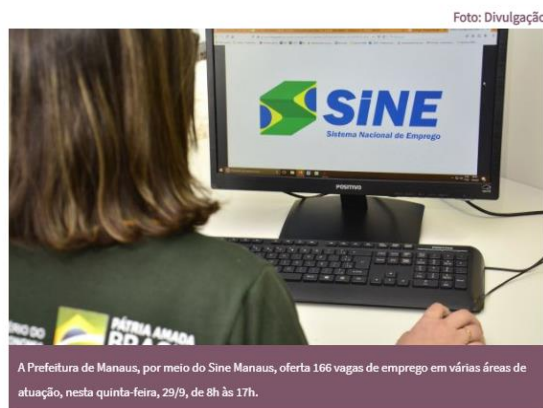 Foto: Divulgação
SiNE
Sistema Nacional de Emprego
POSITIVO
PÁTRIA AMADA
A Prefeitura de Manaus, por meio do Sine Manaus, oferta 166 vagas de emprego em várias áreas de
atuação, nesta quinta-feira, 29/9, de 8h às 17h.